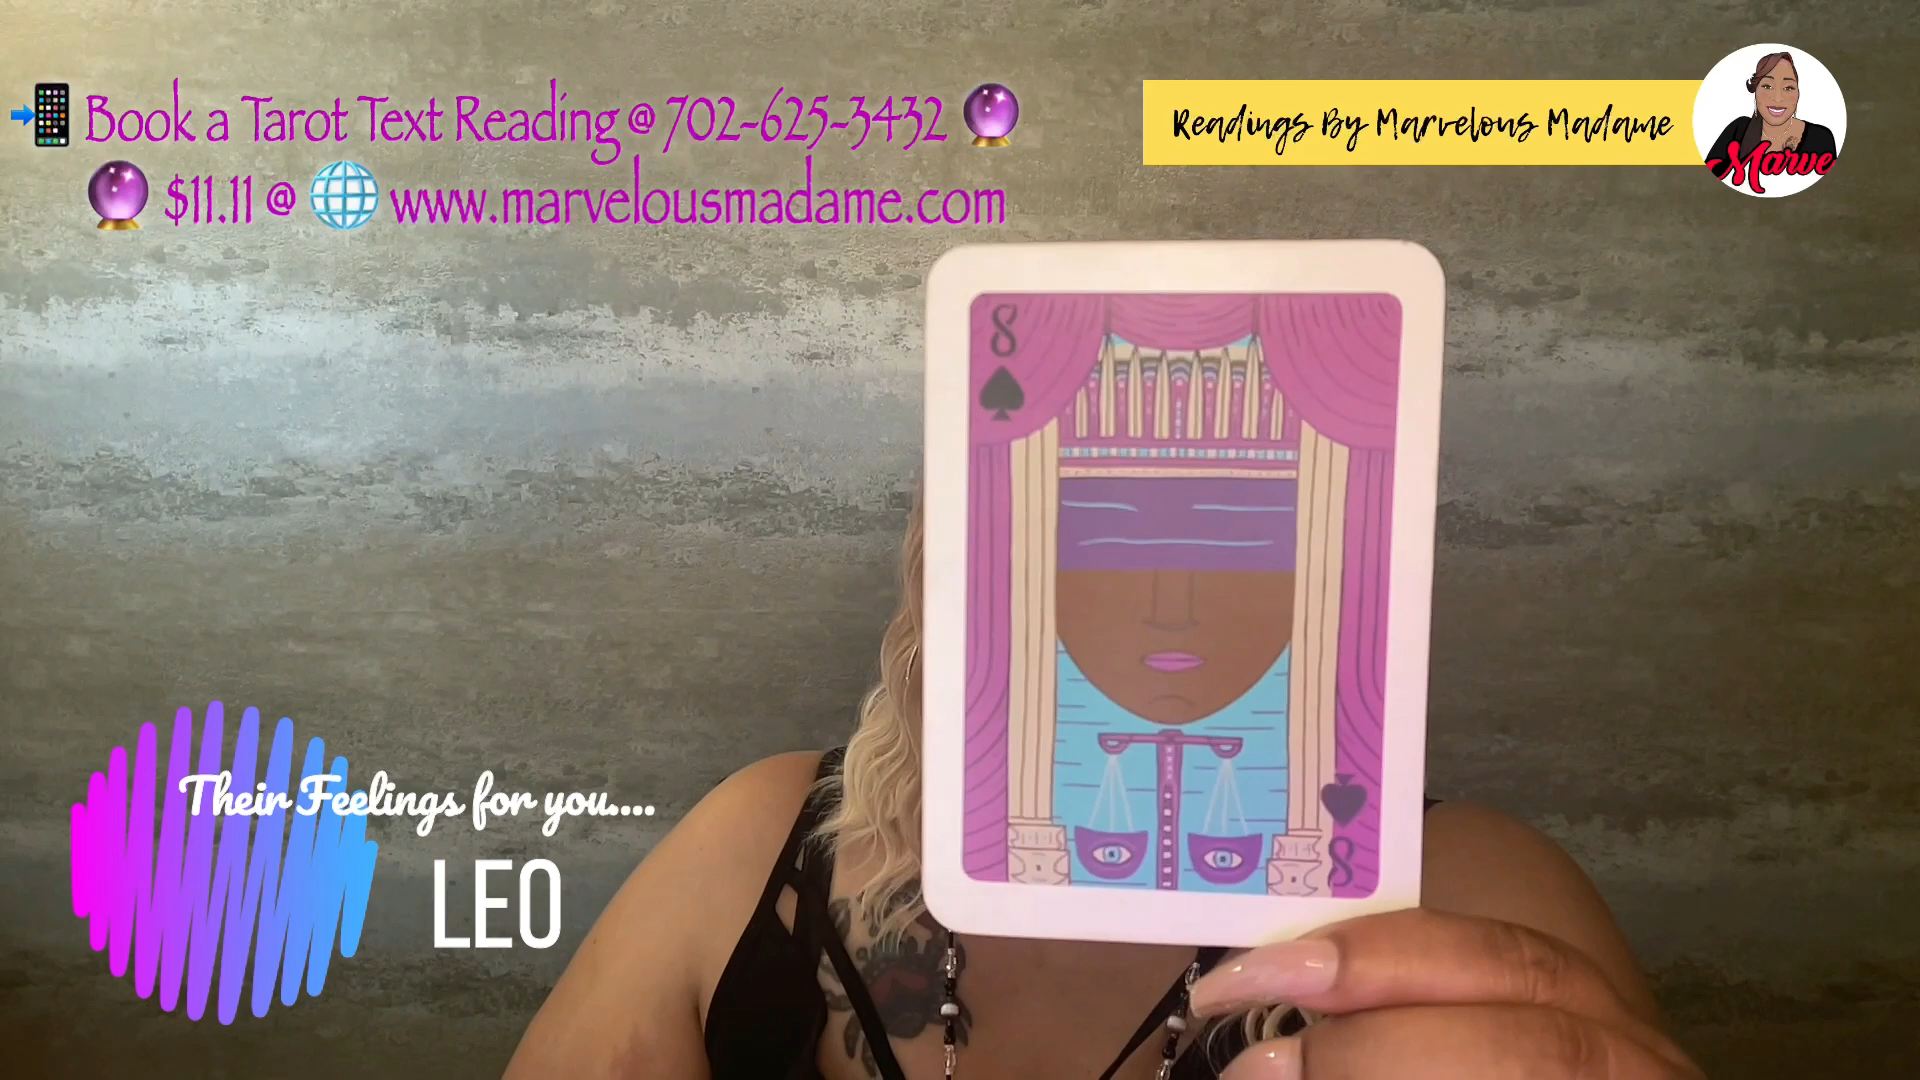 Book a Tarot Text Reading @ 702-625-3432
$11.11 @ www.marvelousmadame.com
Readings By Marvelous Madame
Marve
8
Their Feelings for you....
LEO
8